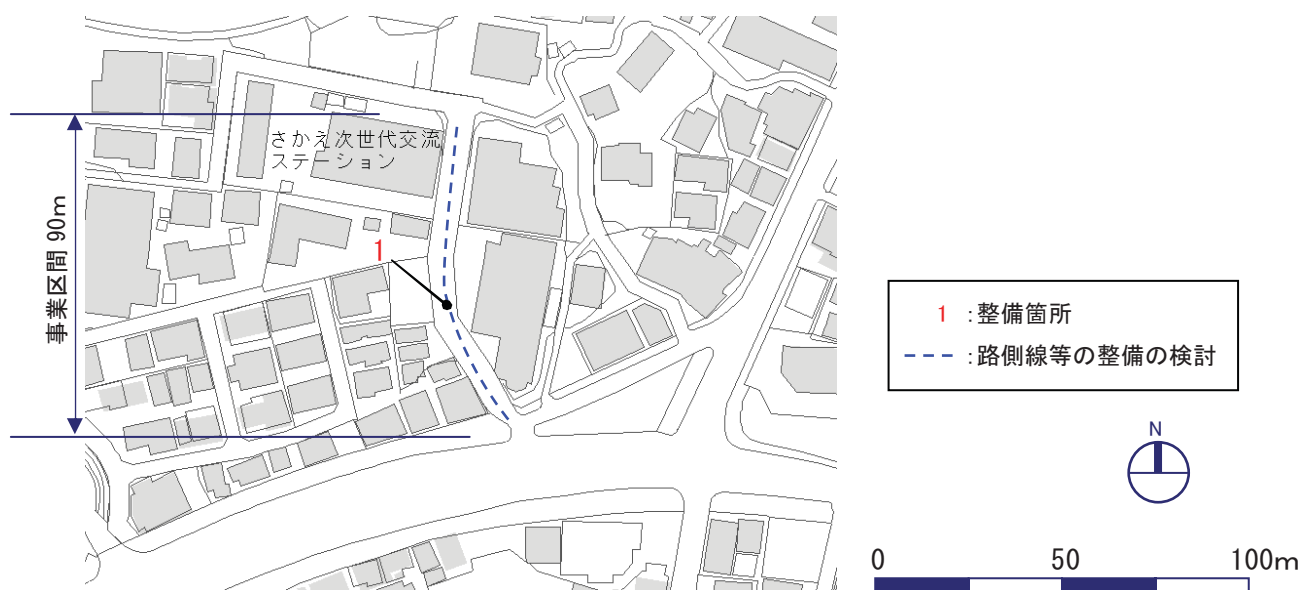 さかえ次世代交流
ステーション
事業区間 90m
1
1 :整備箇所
:路側線等の整備の検討
N
0 50 100m